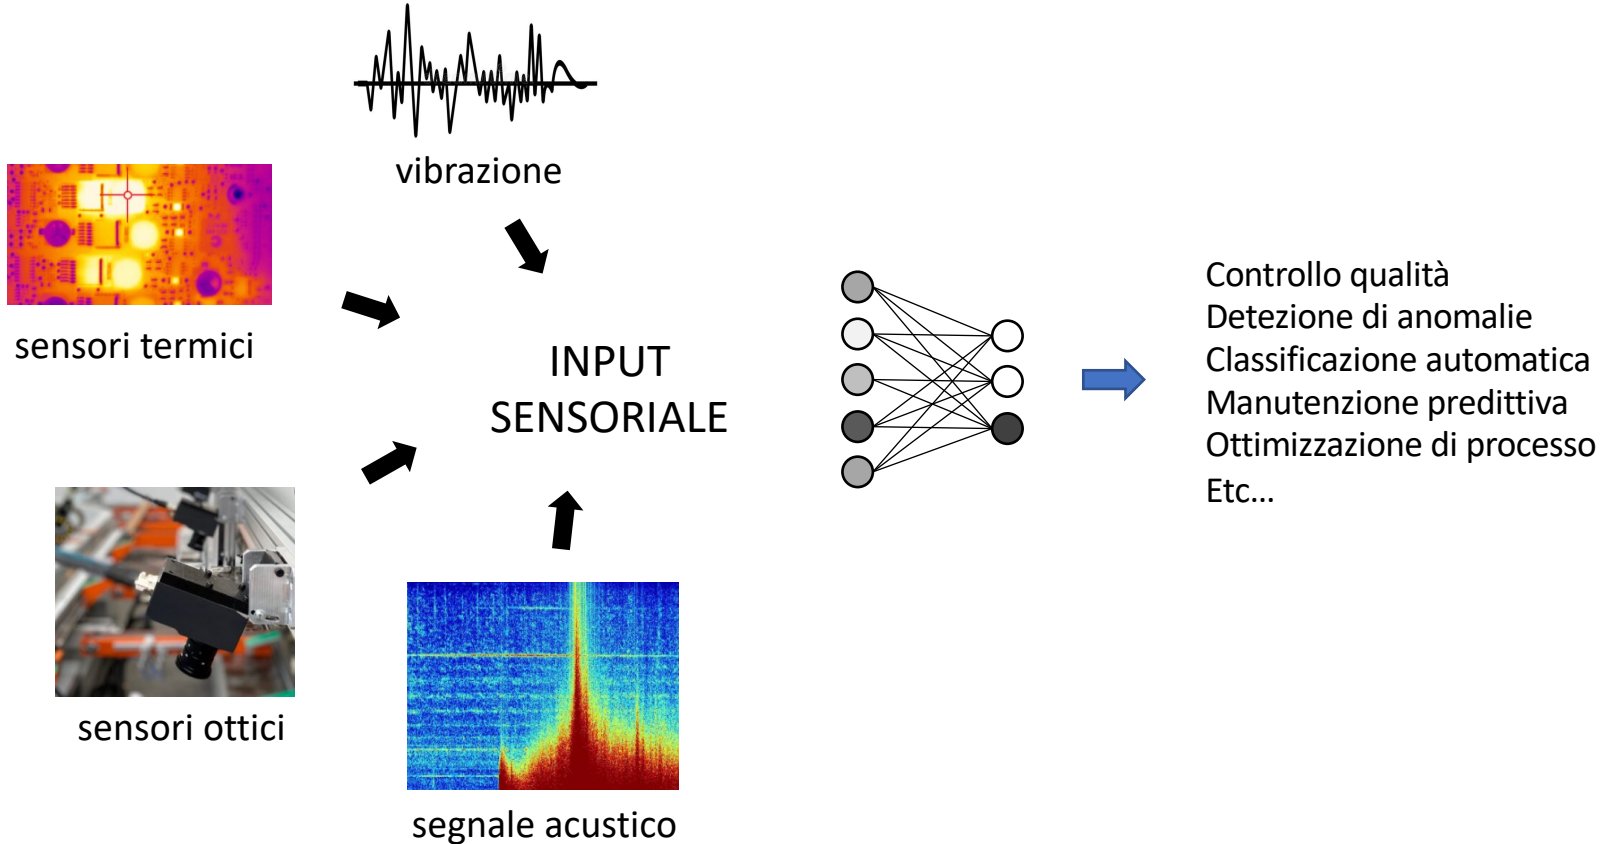 vibrazione
sensori termici
INPUT
SENSORIALE
sensori ottici
segnale acustico
Controllo qualità
Detezione di anomalie
Classificazione automatica
Manutenzione predittiva
Ottimizzazione di processo
Etc...